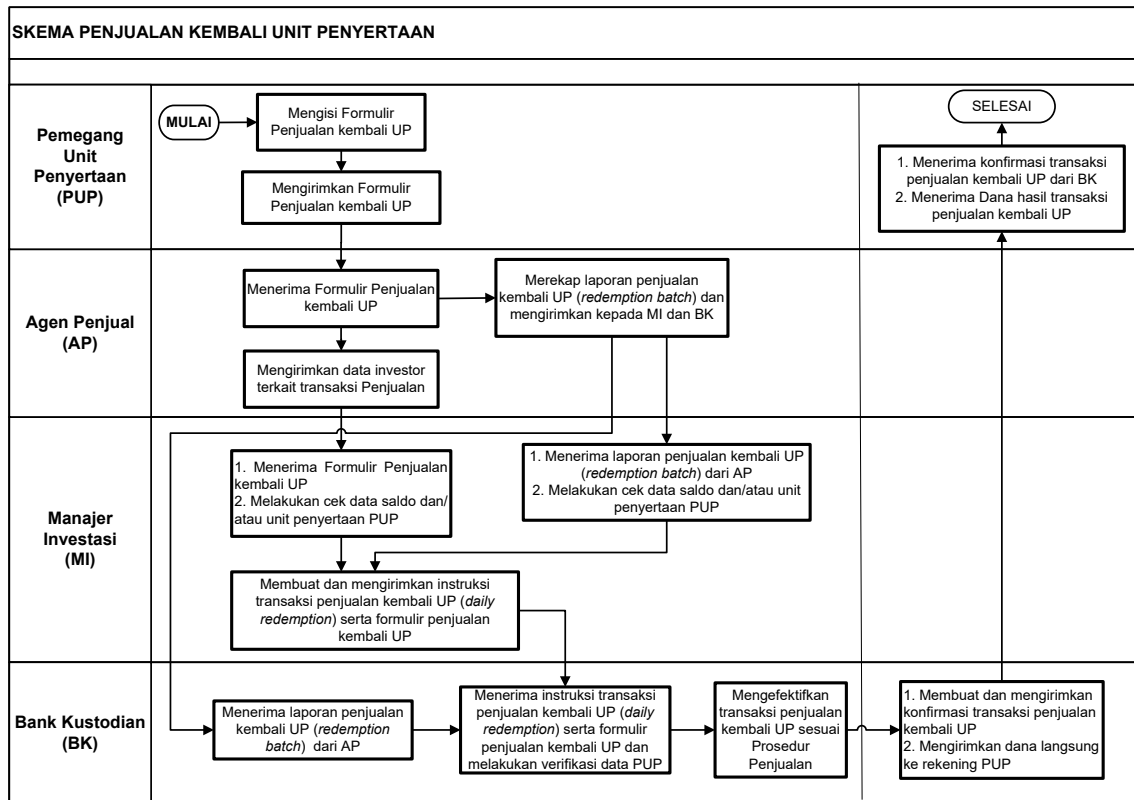 SKEMA PENJUALAN KEMBALI UNIT PENYERTAAN
Pemegang
Unit
Penyertaan
(PUP)
MULAI
Mengisi Formulir
Penjualan kembali UP
Mengirimkan Formulir
Penjualan kembali UP
SELESAI
1. Menerima konfirmasi transaksi
penjualan kembali UP dari BK
2. Menerima Dana hasil transaksi
penjualan kembali UP
Agen Penjual
(AP)
Menerima Formulir Penjualan
kembali UP
Merekap laporan penjualan
kembali UP (redemption batch) dan
mengirimkan kepada MI dan BK
Mengirimkan data investor
terkait transaksi Penjualan
Manajer
Investasi
(MI)
1. Menerima Formulir Penjualan
kembali UP
2. Melakukan cek data saldo dan/
atau unit penyertaan PUP
1. Menerima laporan penjualan kembali UP
(redemption batch) dari AP
2. Melakukan cek data saldo dan/atau unit
penyertaan PUP
Membuat dan mengirimkan instruksi
transaksi penjualan kembali UP (daily
redemption) serta formulir penjualan
kembali UP
Bank Kustodian
(BK)
Menerima laporan penjualan
kembali UP (redemption
batch) dari AP
Menerima instruksi transaksi
penjualan kembali UP (daily
redemption) serta formulir
penjualan kembali UP dan
melakukan verifikasi data PUP
Mengefektifkan
transaksi penjualan
kembali UP sesuai
Prosedur
Penjualan
1. Membuat dan mengirimkan
konfirmasi transaksi penjualan
kembali UP
2. Mengirimkan dana langsung
ke rekening PUP